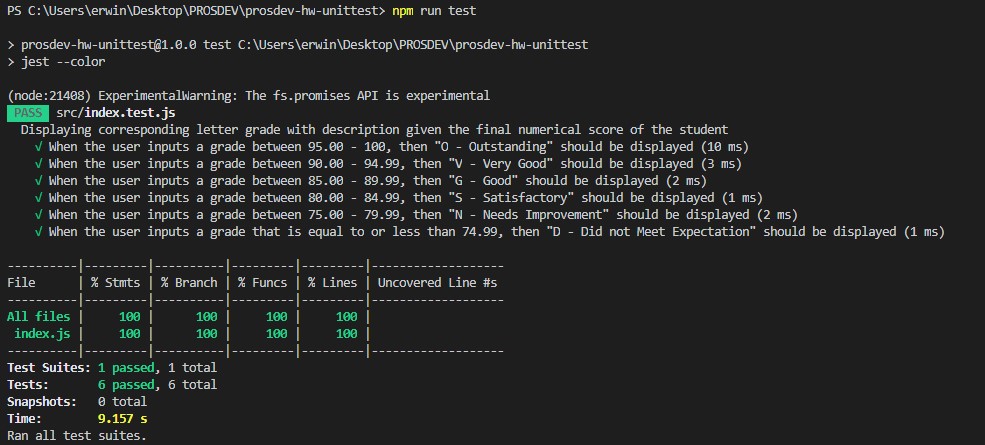 PS C:\Users\erwin\Desktop\PROSDEV\prosdev-hw-unittest> npm run test
> prosdev-hw-unittest@1.0.0 test C:\Users\erwin\Desktop\PROSDEV\prosdev-hw-unittest
> jest --color
(node:21408) ExperimentalWarning: The fs.promises API is experimental
PASS src/index.test.js
Displaying corresponding letter grade with description given the final numerical score of the student
√ When the user inputs a grade between 95.00 - 100, then "O - Outstanding" should be displayed (10 ms)
√ When the user inputs a grade between 90.00 - 94.99, then "V - Very Good" should be displayed (3 ms)
√ When the user inputs a grade between 85.00 - 89.99, then "G - Good" should be displayed (2 ms)
√ When the user inputs a grade between 80.00 - 84.99, then "S - Satisfactory" should be displayed (1 ms)
√ When the user inputs a grade between 75.00 - 79.99, then "N - Needs Improvement" should be displayed (2 ms)
√ When the user inputs a grade that is equal to or less than 74.99, then "D - Did not Meet Expectation" should be displayed (1 ms)
----------|---------|----------|---------|---------|-------------------
File      | % Stmts | % Branch | % Funcs | % Lines | Uncovered Line #s
----------|---------|----------|---------|---------|-------------------
All files |     100 |      100 |     100 |     100 |
 index.js |     100 |      100 |     100 |     100 |
----------|---------|----------|---------|---------|-------------------
Test Suites: 1 passed, 1 total
Tests:       6 passed, 6 total
Snapshots:   0 total
Time:        9.157 s
Ran all test suites.